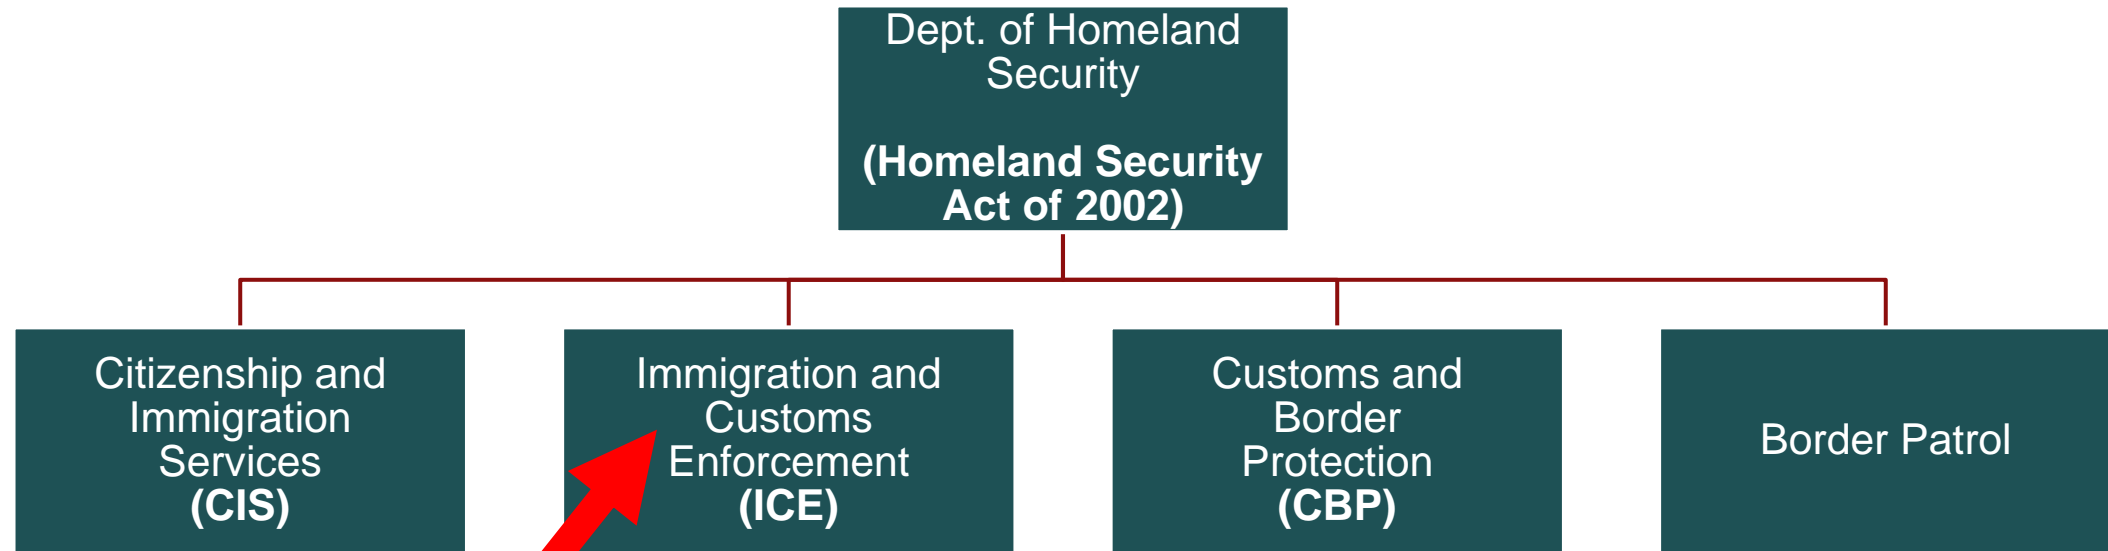 Dept. of Homeland
Security
(Homeland Security
Act of 2002)
Citizenship and
Immigration
Services
(CIS)
Immigration and
Customs
Enforcement
(ICE)
Customs and
Border
Protection
(CBP)
Border Patrol